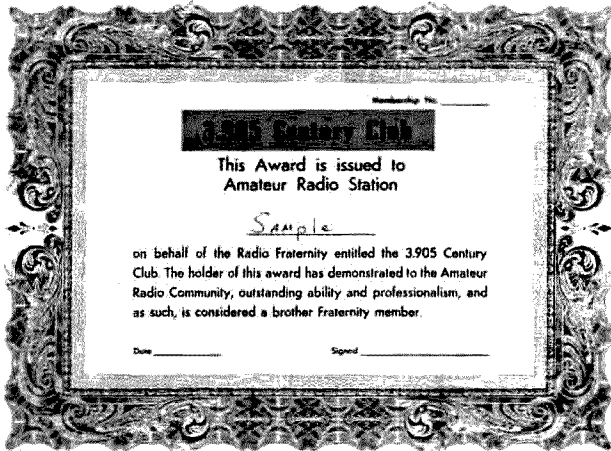 Membership No.
3.905 Century Club
This Award is issued to
Amateur Radio Station
Sample
on behalf of the Radio Fraternity entitled the 3.905 Century
Club. The holder of this award has demonstrated to the Amateur
Radio Community, outstanding ability and professionalism, and
as such, is considered a brother Fraternity member.
Date Signed